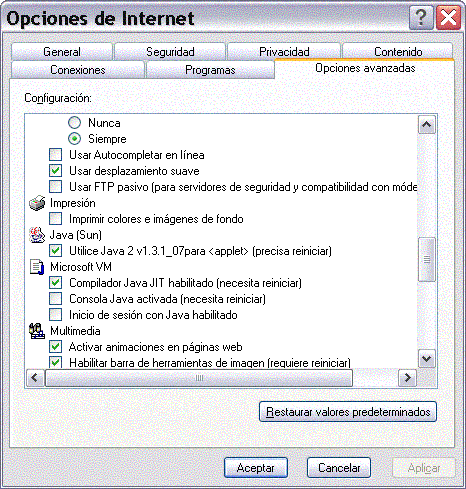 Opciones de Internet
General Seguridad Privacidad Contenido
Conexiones Programas Opciones avanzadas
Configuración:
Nunca
Siempre
Usar Autocompletar en línea
Usar desplazamiento suave
Usar FTP pasivo (para servidores de seguridad y compatibilidad con móde
Impresión
Imprimir colores e imágenes de fondo
Java (Sun)
Utilice Java 2 v1.3.1_07para <applet> (precisa reiniciar)
Microsoft VM
Compilador Java JIT habilitado (necesita reiniciar)
Consola Java activada (necesita reiniciar)
Inicio de sesión con Java habilitado
Multimedia
Activar animaciones en páginas web
Habilitar barra de herramientas de imagen (requiere reiniciar)
Restaurar valores predeterminados
Aceptar Cancelar Aplicar